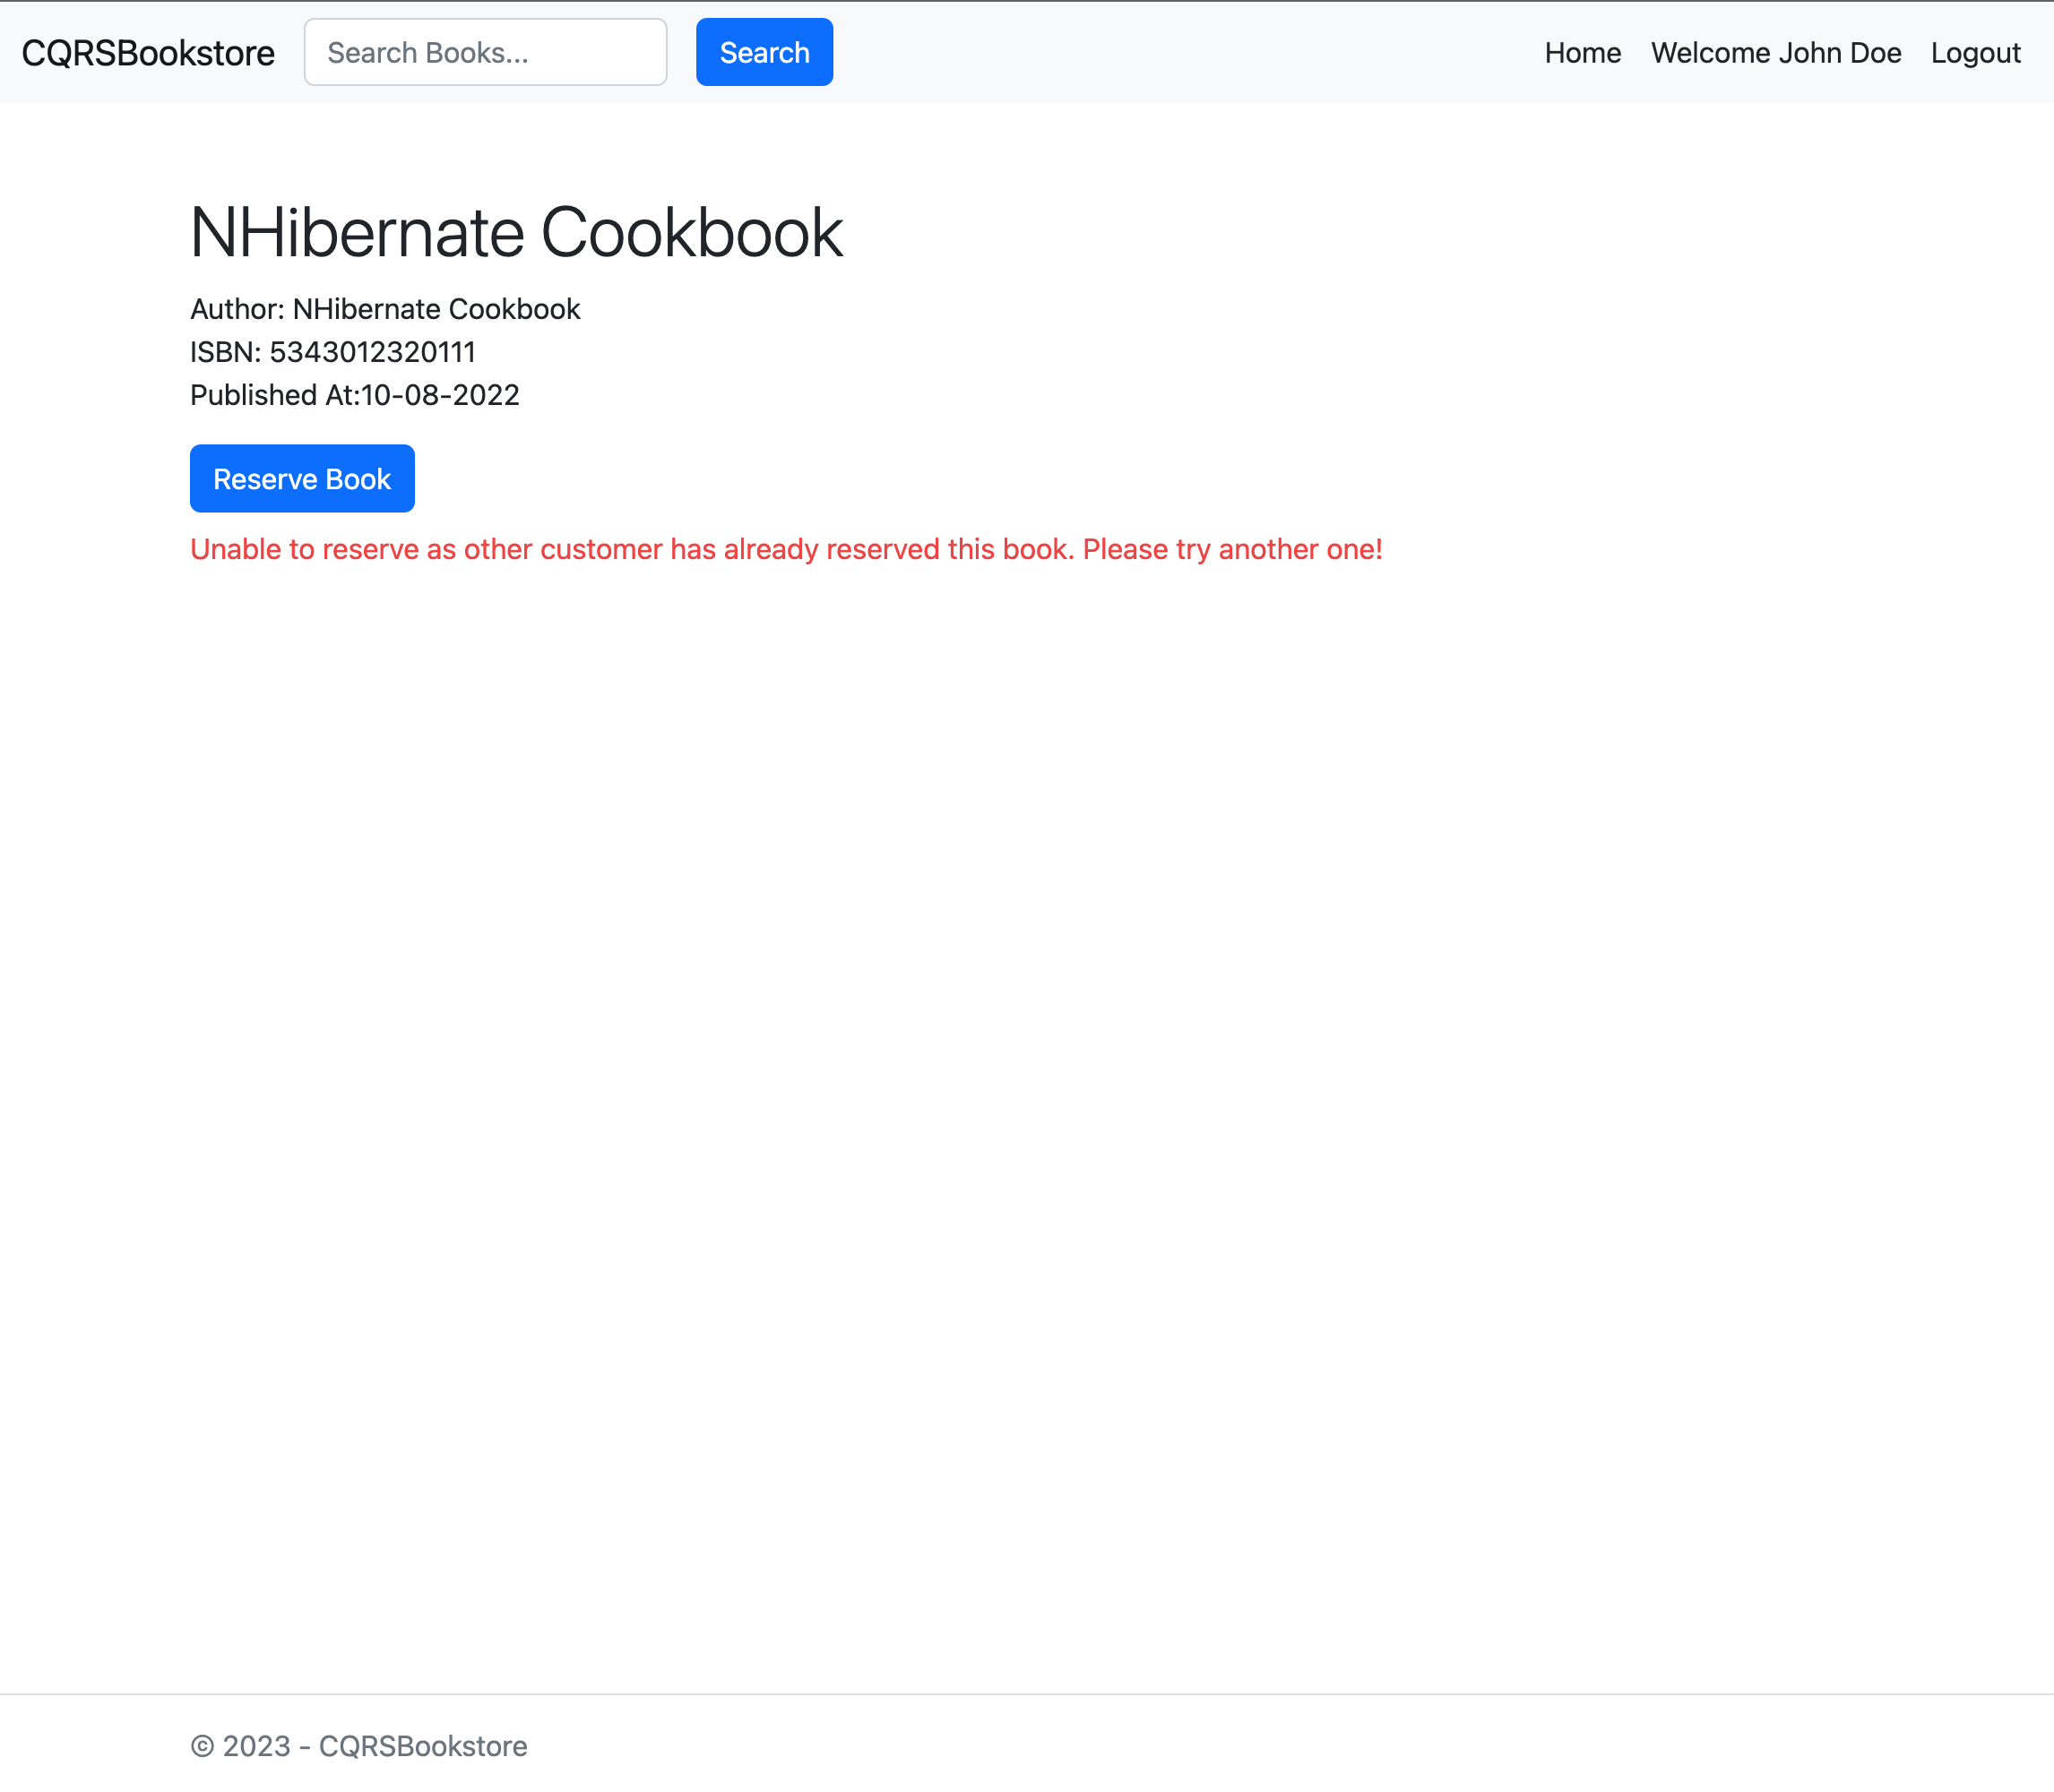 CQRSBookstore Search Books... Search Home Welcome John Doe Logout
NHibernate Cookbook
Author: NHibernate Cookbook
ISBN: 5343012320111
Published At:10-08-2022
Reserve Book
Unable to reserve as other customer has already reserved this book. Please try another one!
© 2023 - CQRSBookstore